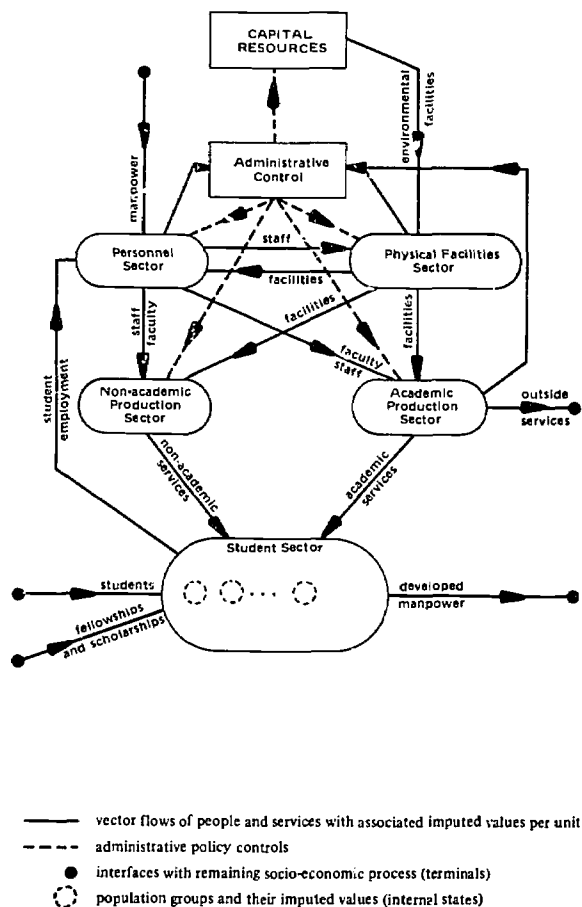 CAPITAL
RESOURCES
environmental
facilities
manpower
Administrative
Control
Personnel
Sector
staff
facilities
Physical Facilities
Sector
staff
faculty
facilities
faculty
staff
facilities
student
employment
Non-academic
Production
Sector
Academic
Production
Sector
outside
services
non-academic
services
academic
services
Student Sector
students
fellowships
and scholarships
developed
manpower
vector flows of people and services with associated imputed values per unit
administrative policy controls
interfaces with remaining socio-economic process (terminals)
population groups and their imputed values (internal states)